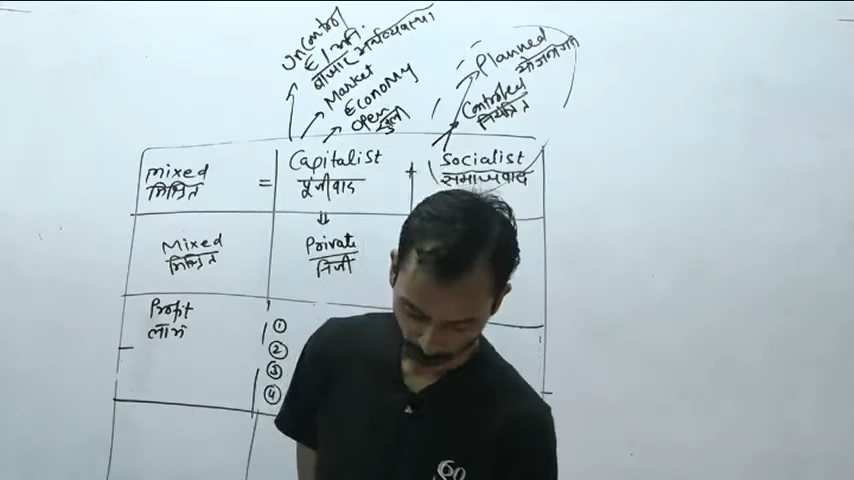 UnControl
बाजार अर्थव्यवस्था
Market
Economy
Open
खुली
Planned
योजनागत
Controlled
नियंत्रित
Mixed
मिश्रित
=
Capitalist
पूंजीवाद
+
Socialist
समाजवाद
⇓
Mixed
मिश्रित
Private
निजी
Profit
लाभ
①
②
③
④